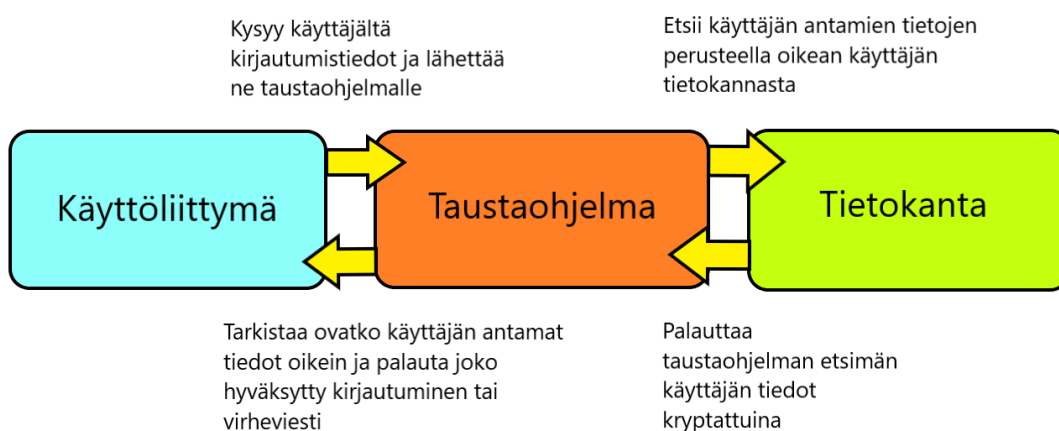 Kysyy käyttäjältä
kirjautumistiedot ja lähettää
ne taustaohjelmalle
Etsii käyttäjän antamien tietojen
perusteella oikean käyttäjän
tietokannasta
Käyttöliittymä
Taustaohjelma
Tietokanta
Tarkistaa ovatko käyttäjän antamat
tiedot oikein ja palauta joko
hyväksytty kirjautuminen tai
virheviesti
Palauttaa
taustaohjelman etsimän
käyttäjän tiedot
kryptattuina